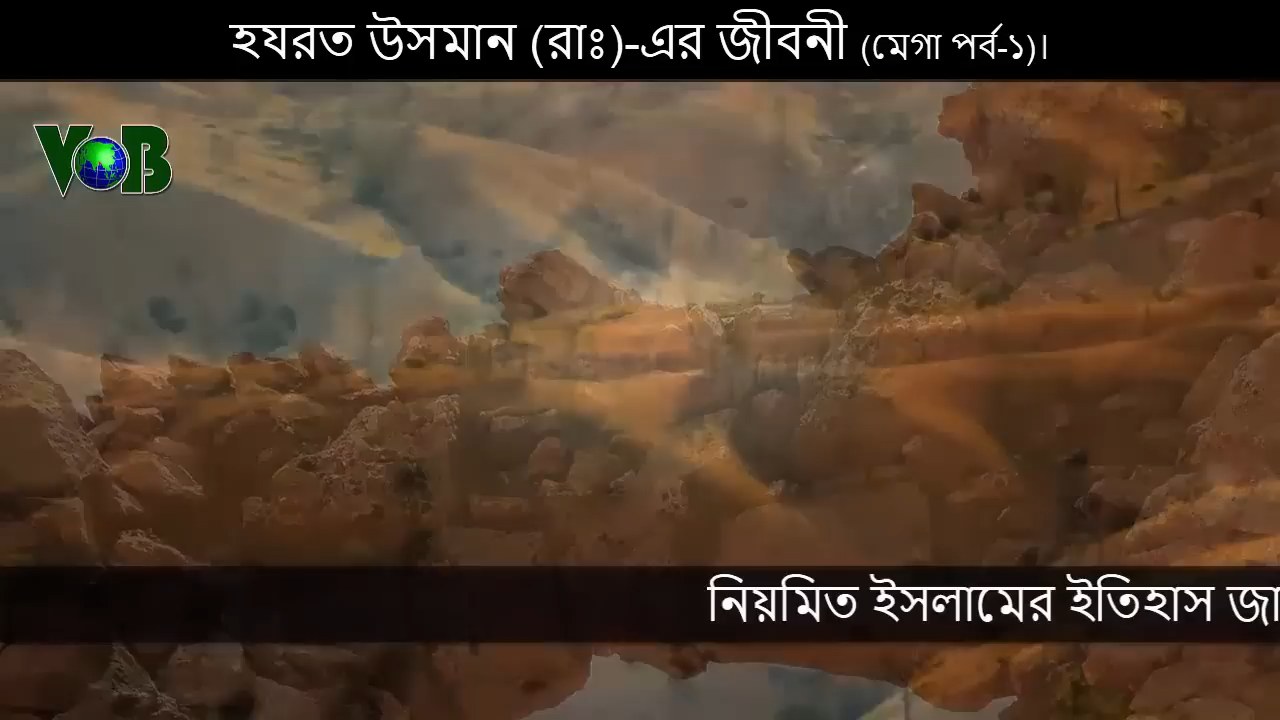 হযরত উসমান (রাঃ)-এর জীবনী (মেগা পর্ব-১)।
VOB
নিয়মিত ইসলামের ইতিহাস জা